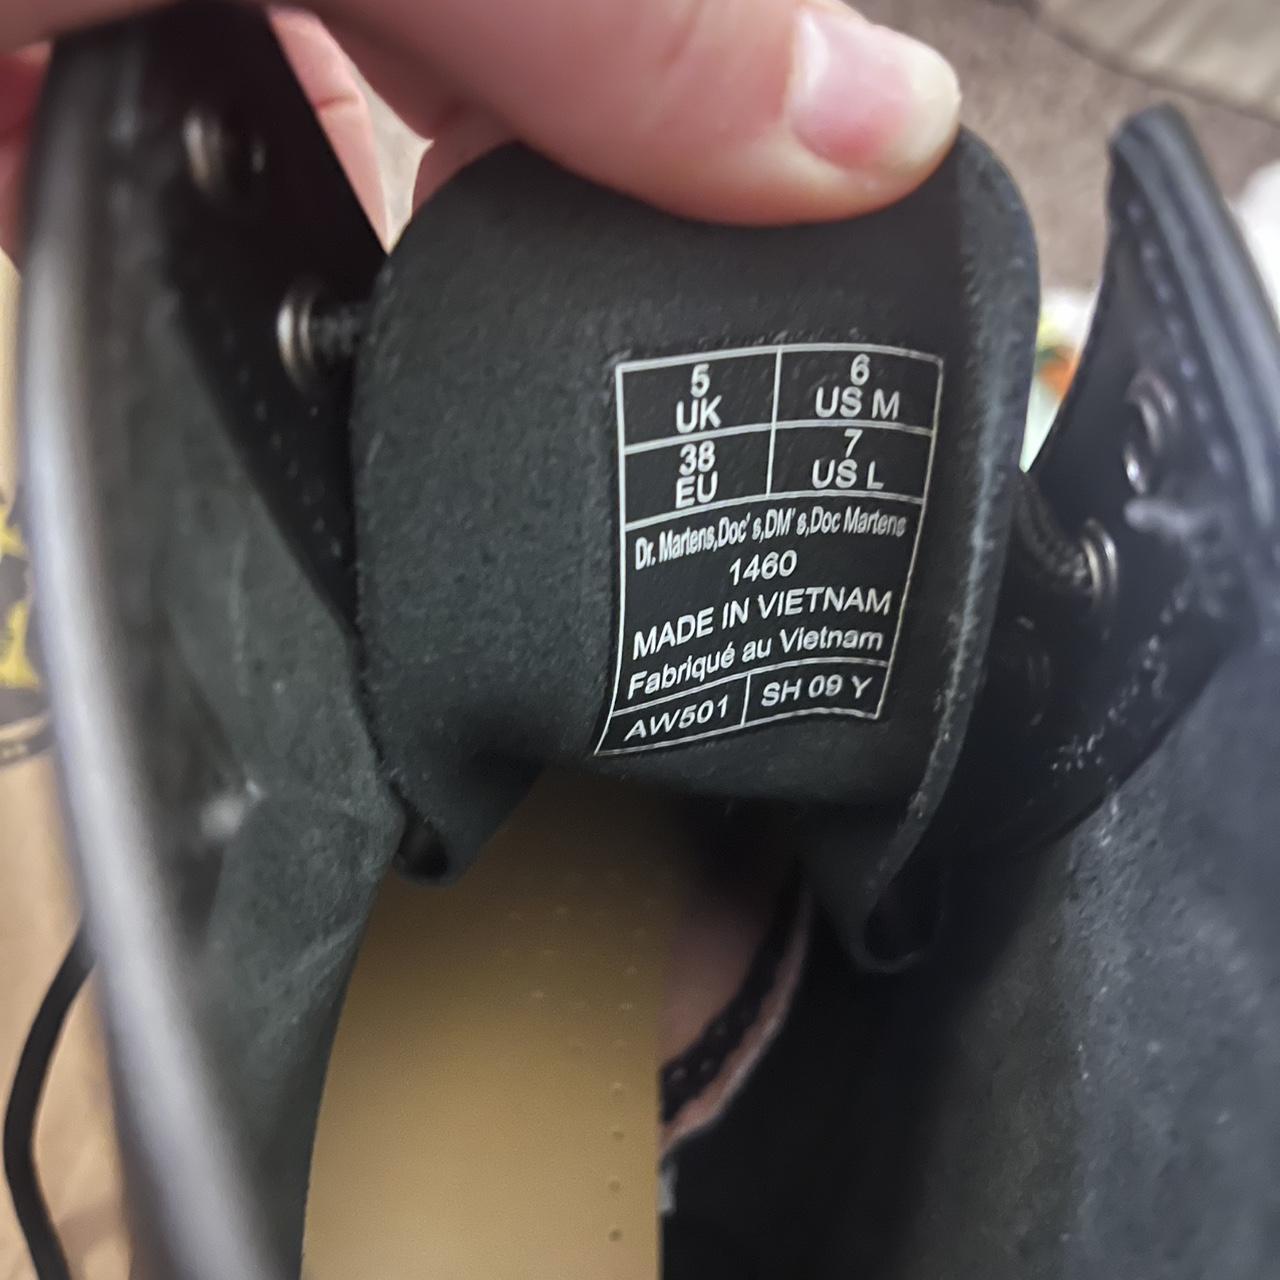 5 6
UK US M
38 7
EU US L
Dr. Martens,Doc's,DM's,Doc Martens
1460
MADE IN VIETNAM
Fabriqué au Vietnam
AW501 SH 09 Y